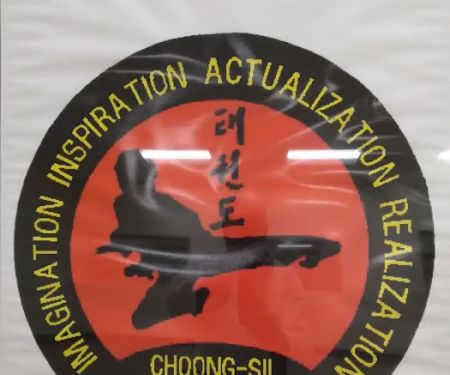 IMAGINATION INSPIRATION ACTUALIZATION REALIZATION
태권도
CHOONG-SIL